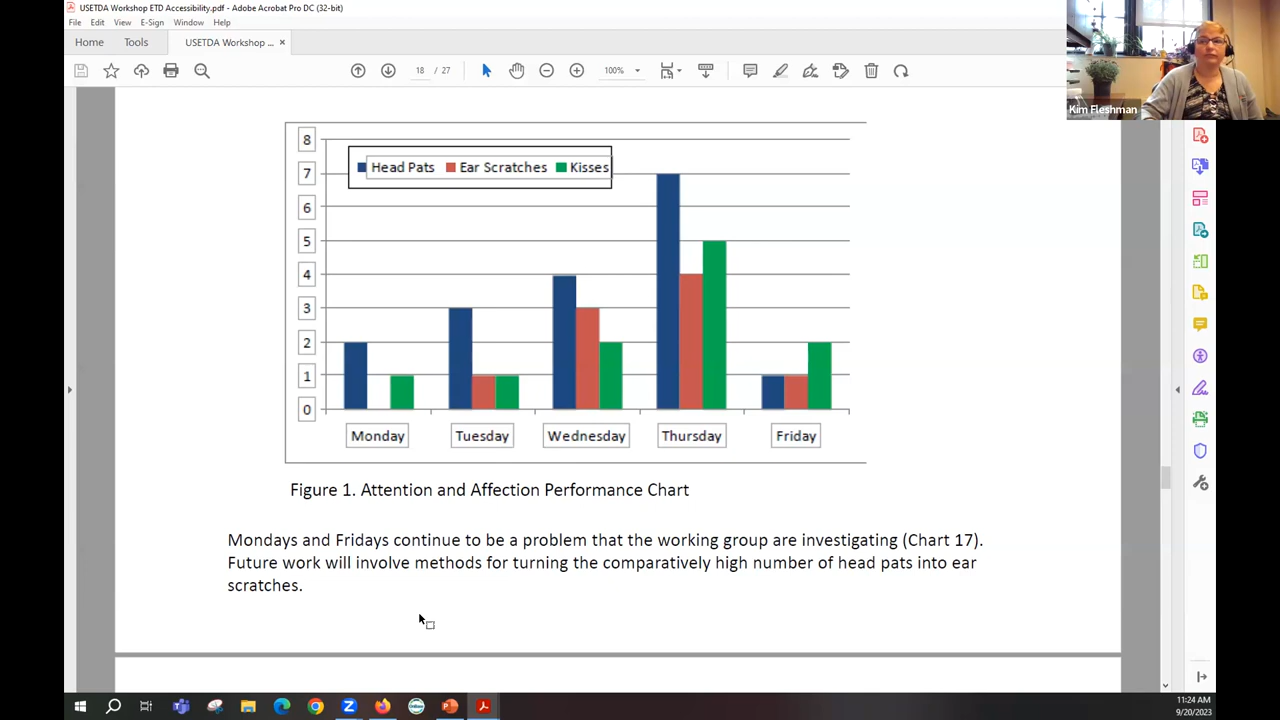 USETDA Workshop ETD Accessibility.pdf - Adobe Acrobat Pro DC (32-bit)
File Edit View E-Sign Window Help
Home Tools USETDA Workshop ... ×
18 / 27 100%
Kim Fleshman
8
7
6
5
4
3
2
1
0
Head Pats Ear Scratches Kisses
Monday Tuesday Wednesday Thursday Friday
Figure 1. Attention and Affection Performance Chart
Mondays and Fridays continue to be a problem that the working group are investigating (Chart 17).
Future work will involve methods for turning the comparatively high number of head pats into ear
scratches.
11:24 AM
9/20/2023